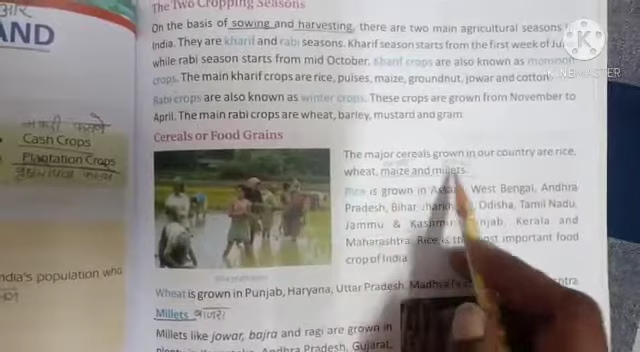 आर
AND
नकदी फसलें
Cash Crops
Plantation Crops
ndia's population who
The Two Cropping Seasons
On the basis of sowing and harvesting, there are two main agricultural seasons
India. They are kharif and rabi seasons. Kharif season starts from the first week of Ju
while rabi season starts from mid October. Kharif crops are also known as monsoon
crops. The main kharif crops are rice, pulses, maize, groundnut, jowar and cotton.
Rabi crops are also known as winter crops. These crops are grown from November to
April. The main rabi crops are wheat, barley, mustard and gram.
Cereals or Food Grains
The major cereals grown in our country are rice,
wheat, maize and millets.
Rice is grown in West Bengal, Andhra
Pradesh, Bihar Odisha, Tamil Nadu,
Jammu & Kashmir, Kerala and
Maharashtra. Rice is important food
crop of India
Wheat is grown in Punjab, Haryana, Uttar Pradesh,
Millets बाजरा
Millets like jowar, bajra and ragi are grown in
Andhra Pradesh, Gujarat,
KINEMASTER